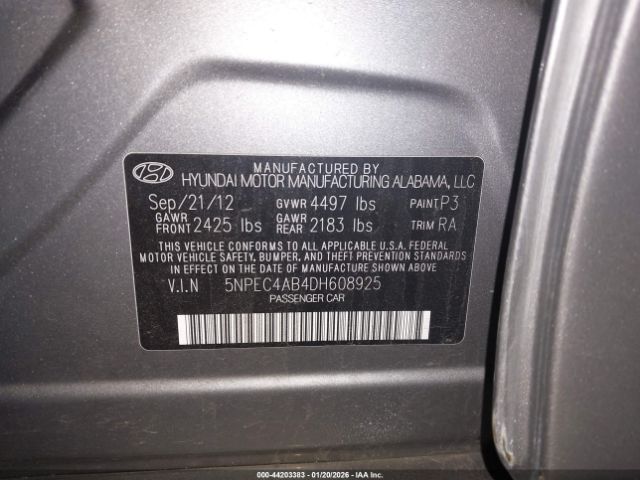 MANUFACTURED BY
HYUNDAI MOTOR MANUFACTURING ALABAMA, LLC
Sep/21/12 GVWR 4497 lbs PAINT P3
GAWR FRONT 2425 lbs GAWR REAR 2183 lbs TRIM RA
THIS VEHICLE CONFORMS TO ALL APPLICABLE U.S.A. FEDERAL
MOTOR VEHICLE SAFETY, BUMPER, AND THEFT PREVENTION STANDARDS
IN EFFECT ON THE DATE OF MANUFACTURE SHOWN ABOVE.
V.I.N 5NPEC4AB4DH608925
PASSENGER CAR
000-44203383 - 01/20/2026 - IAA Inc.